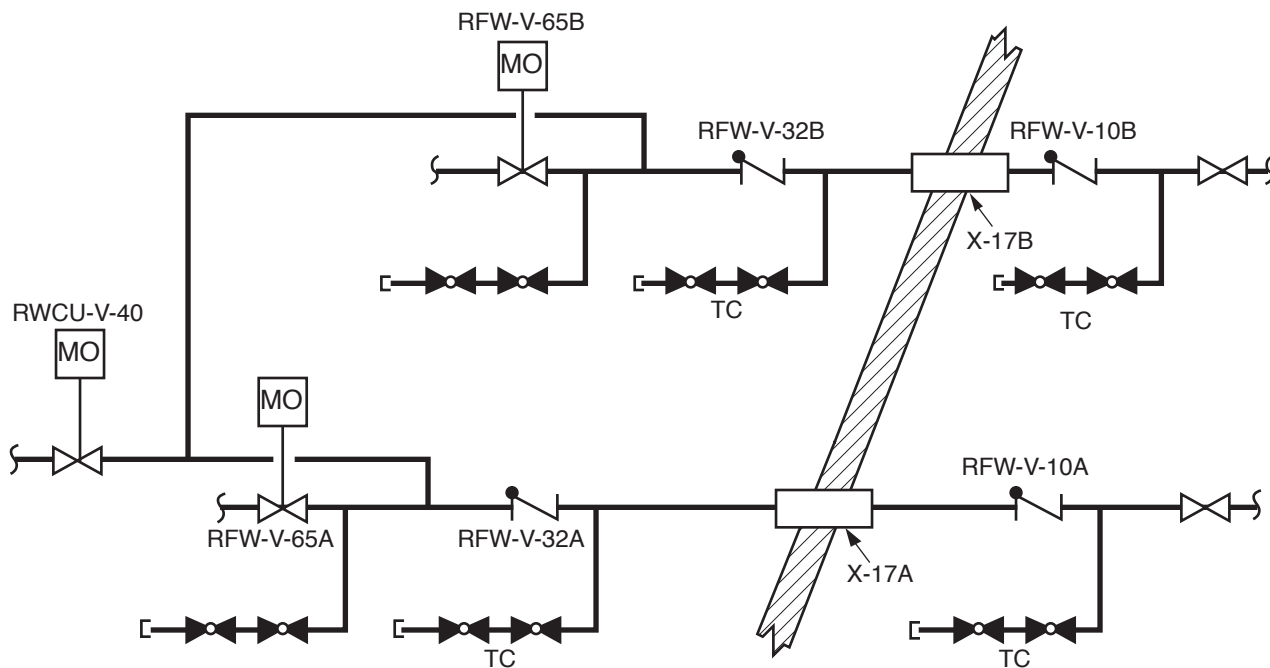 RFW-V-65B
MO
RFW-V-32B
RFW-V-10B
X-17B
TC
TC
RWCU-V-40
MO
MO
RFW-V-10A
RFW-V-65A
RFW-V-32A
X-17A
TC
TC